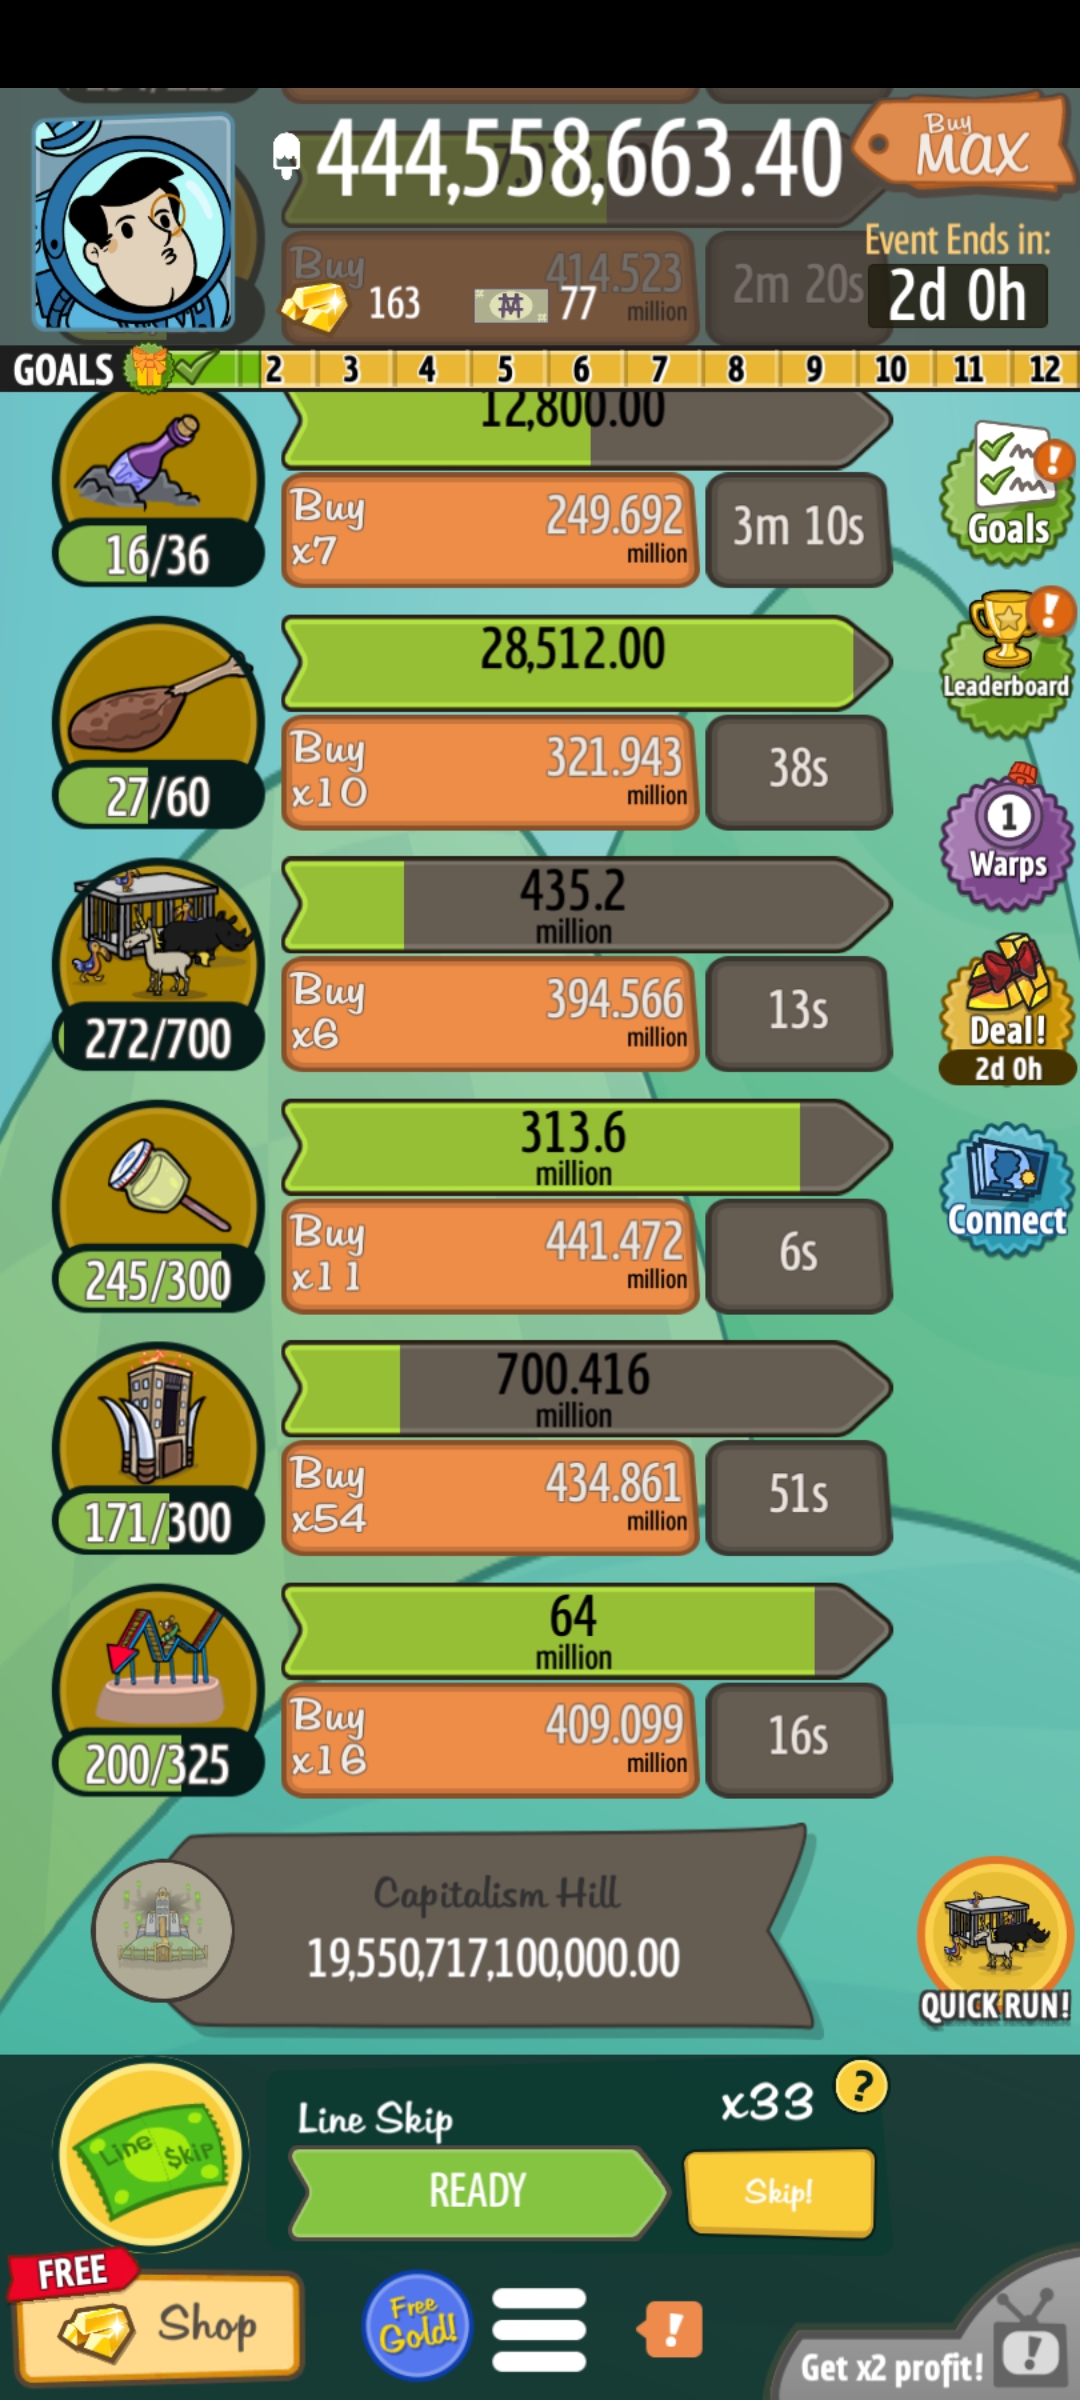 444,558,663.40
Buy
MAX
Event Ends in:
2d 0h
Buy
414.523
million
2m 20s
163
77
GOALS 2 3 4 5 6 7 8 9 10 11 12
12,800.00
16/36
Buy
x7
249.692
million
3m 10s
Goals
28,512.00
27/60
Buy
x10
321.943
million
38s
Leaderboard
435.2
million
272/700
Buy
x6
394.566
million
13s
1
Warps
Deal!
2d 0h
313.6
million
245/300
Buy
x11
441.472
million
6s
Connect
700.416
million
171/300
Buy
x54
434.861
million
51s
64
million
200/325
Buy
x16
409.099
million
16s
Capitalism Hill
19,550,717,100,000.00
QUICK RUN!
Line $kip
Line Skip
x33
?
READY
Skip!
FREE
Shop
Free
Gold!
!
Get x2 profit!